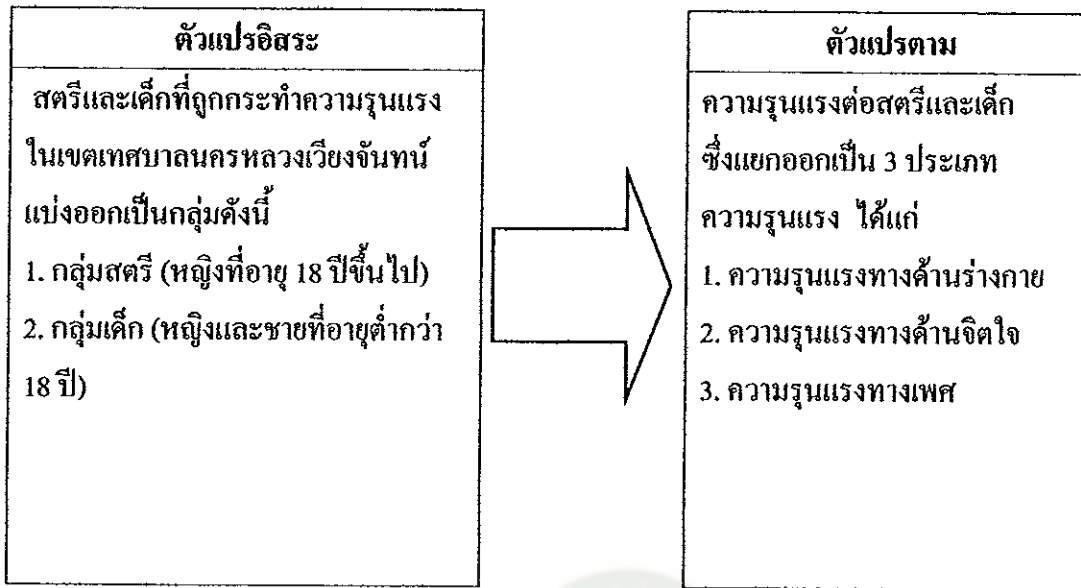 ตัวแปรอิสระ
สตรีและเด็กที่ถูกกระทำความรุนแรง
ในเขตเทศบาลนครหลวงเวียงจันทน์
แบ่งออกเป็นกลุ่มดังนี้
1. กลุ่มสตรี (หญิงที่อายุ 18 ปีขึ้นไป)
2. กลุ่มเด็ก (หญิงและชายที่อายุต่ำกว่า
18 ปี)
ตัวแปรตาม
ความรุนแรงต่อสตรีและเด็ก
ซึ่งแยกออกเป็น 3 ประเภท
ความรุนแรง ได้แก่
1. ความรุนแรงทางด้านร่างกาย
2. ความรุนแรงทางด้านจิตใจ
3. ความรุนแรงทางเพศ